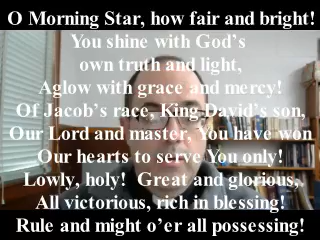 O Morning Star, how fair and bright!
You shine with God's
own truth and light,
Aglow with grace and mercy!
Of Jacob's race, King David's son,
Our Lord and master, You have won
Our hearts to serve You only!
Lowly, holy!  Great and glorious,
All victorious, rich in blessing!
Rule and might o'er all possessing!